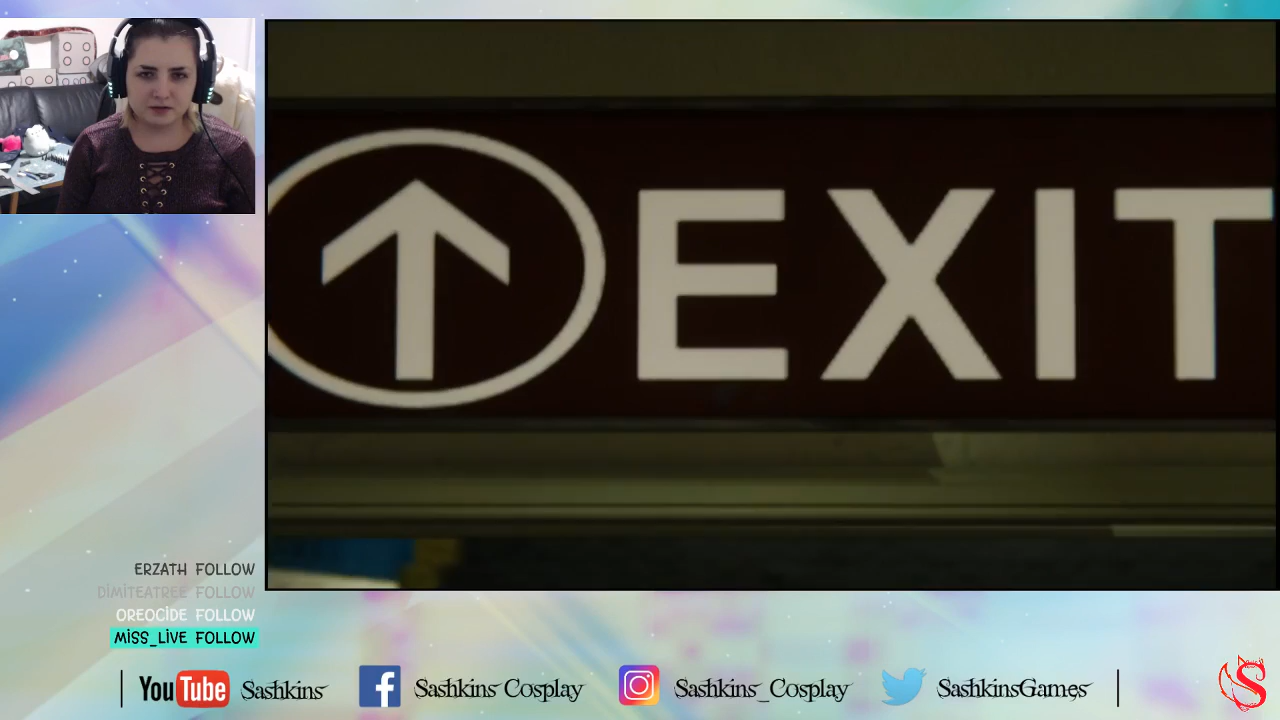 EXIT
ERZATH FOLLOW
DIMITEATREE FOLLOW
OREOCIDE FOLLOW
MISS_LIVE FOLLOW
YouTube Sashkins Sashkins Cosplay Sashkins_Cosplay SashkinsGames